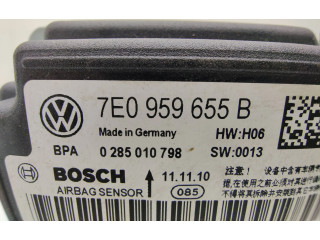 7E0 959 655 B
Made in Germany HW:H06
BPA 0 285 010 798 SW:0013
BOSCH 11.11.10
AIRBAG SENSOR 085
注意!